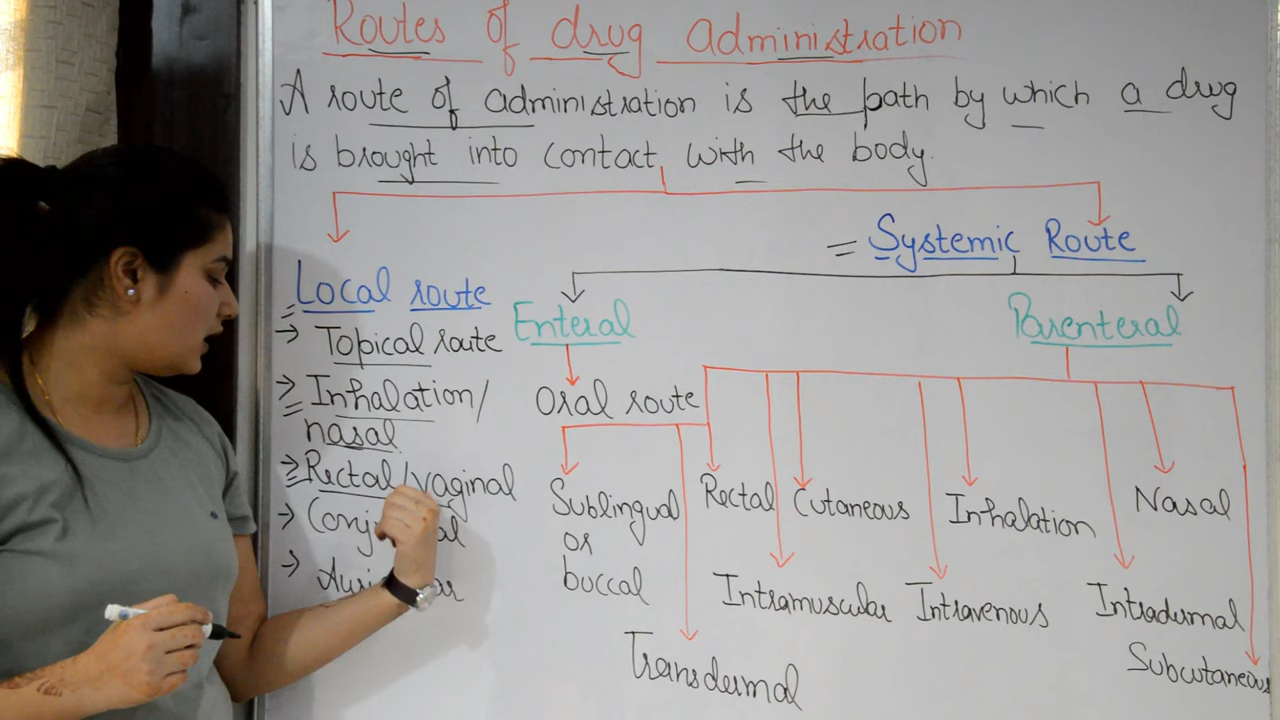 Routes of drug administration
A route of administration is the path by which a drug
is brought into contact with the body.
Local route
→ Topical route
→ Inhalation/
nasal
→ Rectal/vaginal
→
→
= Systemic Route
Enteral
Oral route
Parenteral
Sublingual
or
buccal
Transdermal
Rectal
Intramuscular
Cutaneous
Intravenous
Inhalation
Intradermal
Nasal
Subcutaneous